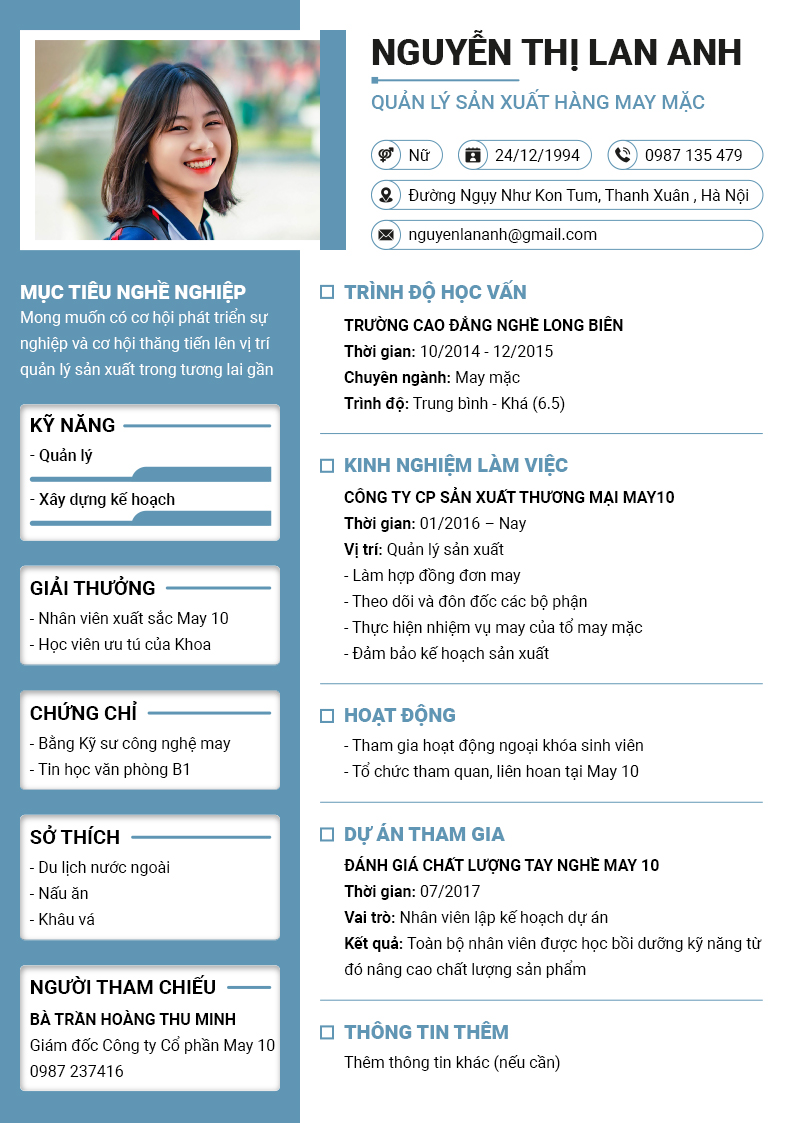 NGUYỄN THỊ LAN ANH
QUẢN LÝ SẢN XUẤT HÀNG MAY MẶC
Nữ
24/12/1994
0987 135 479
Đường Ngụy Như Kon Tum, Thanh Xuân , Hà Nội
nguyenlananh@gmail.com
MỤC TIÊU NGHỀ NGHIỆP
Mong muốn có cơ hội phát triển sự
nghiệp và cơ hội thăng tiến lên vị trí
quản lý sản xuất trong tương lai gần
KỸ NĂNG
- Quản lý
- Xây dựng kế hoạch
GIẢI THƯỞNG
- Nhân viên xuất sắc May 10
- Học viên ưu tú của Khoa
CHỨNG CHỈ
- Bằng Kỹ sư công nghệ may
- Tin học văn phòng B1
SỞ THÍCH
- Du lịch nước ngoài
- Nấu ăn
- Khâu vá
NGƯỜI THAM CHIẾU
BÀ TRẦN HOÀNG THU MINH
Giám đốc Công ty Cổ phần May 10
0987 237416
TRÌNH ĐỘ HỌC VẤN
TRƯỜNG CAO ĐẲNG NGHỀ LONG BIÊN
Thời gian: 10/2014 - 12/2015
Chuyên ngành: May mặc
Trình độ: Trung bình - Khá (6.5)
KINH NGHIỆM LÀM VIỆC
CÔNG TY CP SẢN XUẤT THƯƠNG MẠI MAY10
Thời gian: 01/2016 – Nay
Vị trí: Quản lý sản xuất
- Làm hợp đồng đơn may
- Theo dõi và đôn đốc các bộ phận
- Thực hiện nhiệm vụ may của tổ may mặc
- Đảm bảo kế hoạch sản xuất
HOẠT ĐỘNG
- Tham gia hoạt động ngoại khóa sinh viên
- Tổ chức tham quan, liên hoan tại May 10
DỰ ÁN THAM GIA
ĐÁNH GIÁ CHẤT LƯỢNG TAY NGHỀ MAY 10
Thời gian: 07/2017
Vai trò: Nhân viên lập kế hoạch dự án
Kết quả: Toàn bộ nhân viên được học bồi dưỡng kỹ năng từ
đó nâng cao chất lượng sản phẩm
THÔNG TIN THÊM
Thêm thông tin khác (nếu cần)